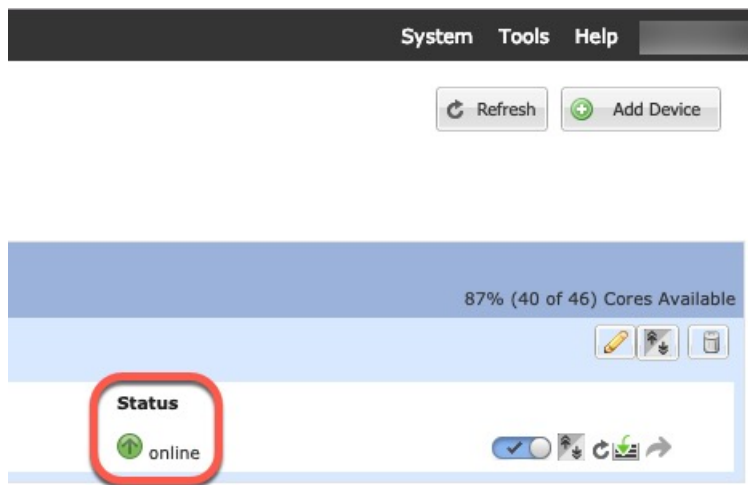 System Tools Help
Refresh Add Device
87% (40 of 46) Cores Available
Status
online